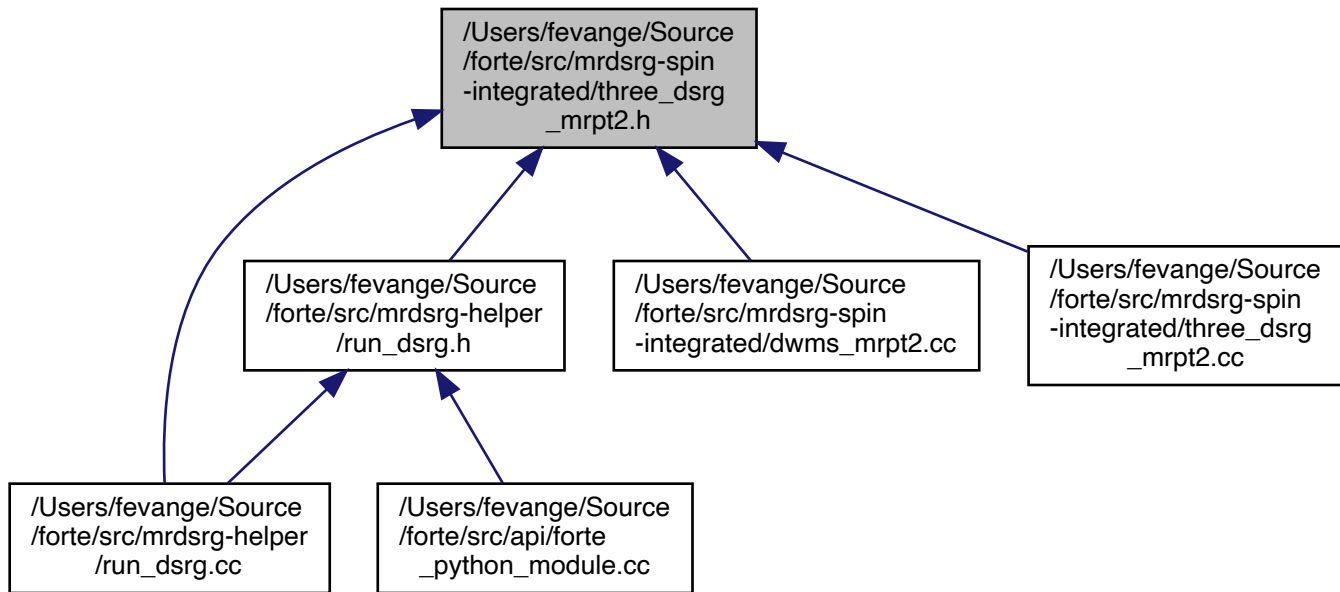 /Users/fevange/Source
/forte/src/mrdsrg-spin
-integrated/three_dsrg
_mrpt2.h
/Users/fevange/Source
/forte/src/mrdsrg-helper
/run_dsrg.h
/Users/fevange/Source
/forte/src/mrdsrg-spin
-integrated/dwms_mrpt2.cc
/Users/fevange/Source
/forte/src/mrdsrg-spin
-integrated/three_dsrg
_mrpt2.cc
/Users/fevange/Source
/forte/src/mrdsrg-helper
/run_dsrg.cc
/Users/fevange/Source
/forte/src/api/forte
_python_module.cc